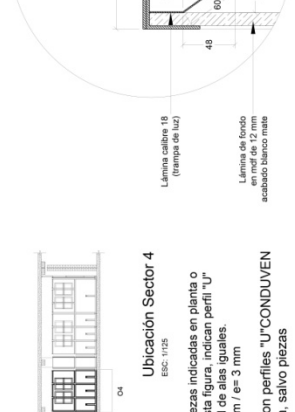 60
48
Lámina calibre 18
(trampa de luz)
Lámina de fondo
en mdf de 12 mm
acabado blanco mate
04
Ubicación Sector 4
ESC: 1/125
ezas indicadas en planta o
sta figura, indican perfil "U"
l de alas iguales.
m / e= 3 mm
on perfiles "U"CONDUVEN
, salvo piezas